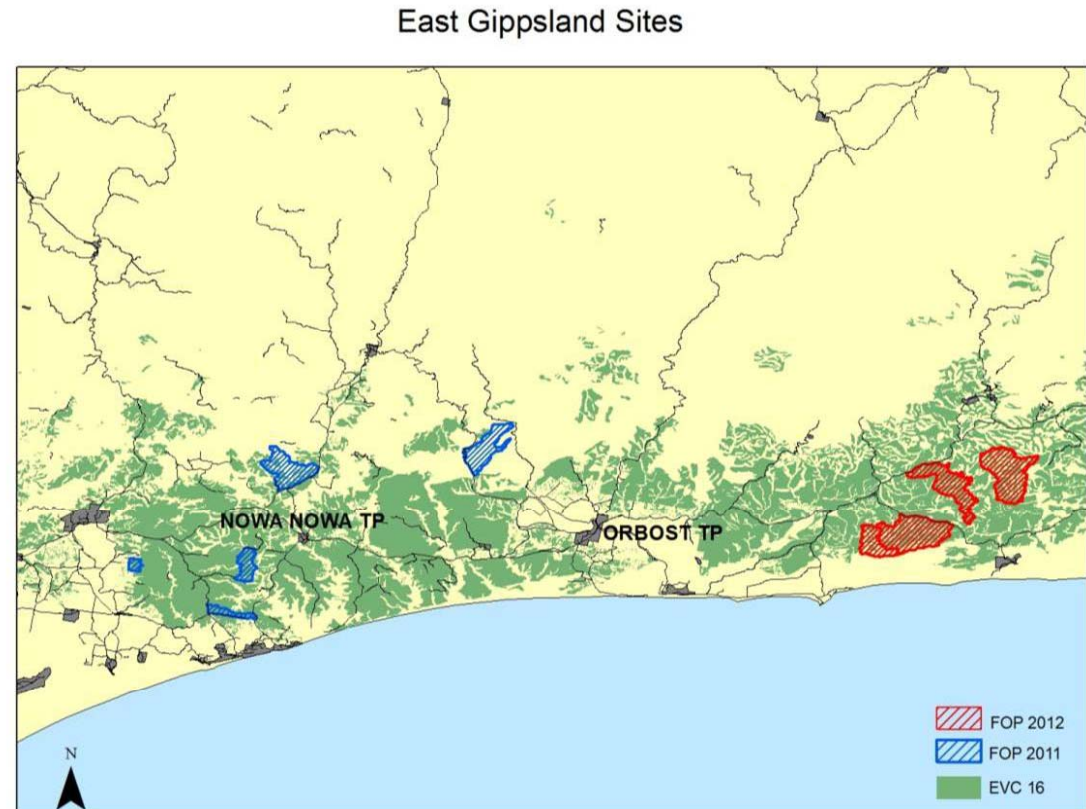 East Gippsland Sites
NOWA NOWA TP
ORBOST TP
N
FOP 2012
FOP 2011
EVC 16